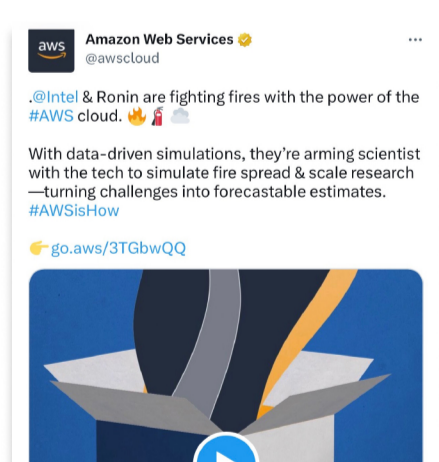 aws
Amazon Web Services
@awscloud
.@Intel & Ronin are fighting fires with the power of the
#AWS cloud. 🔥🧯☁️
With data-driven simulations, they’re arming scientist
with the tech to simulate fire spread & scale research
—turning challenges into forecastable estimates.
#AWSisHow
👉go.aws/3TGbwQQ